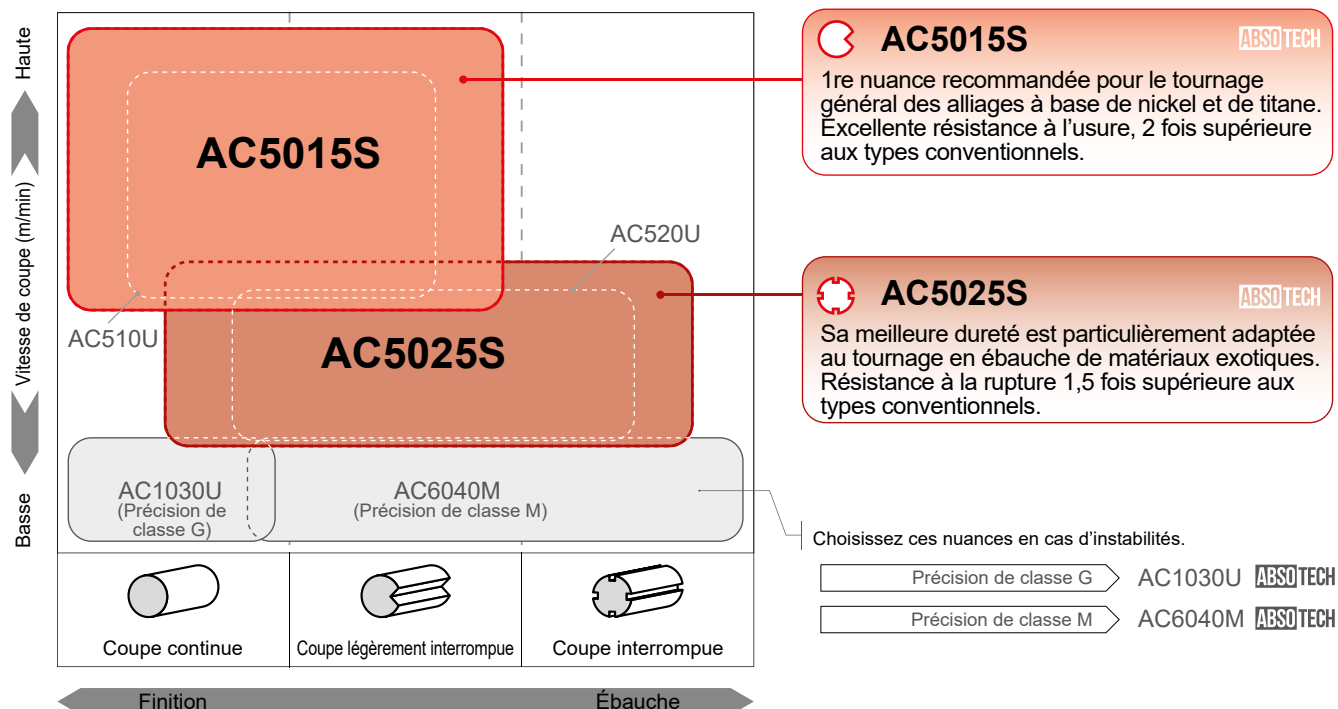 Haute
Vitesse de coupe (m/min)
Basse
AC5015S
AC520U
AC510U
AC5025S
AC1030U
(Précision de
classe G)
AC6040M
(Précision de classe M)
Coupe continue
Coupe légèrement interrompue
Coupe interrompue
Finition
Ébauche
AC5015S
ABSOTECH
1re nuance recommandée pour le tournage
général des alliages à base de nickel et de titane.
Excellente résistance à l’usure, 2 fois supérieure
aux types conventionnels.
AC5025S
ABSOTECH
Sa meilleure dureté est particulièrement adaptée
au tournage en ébauche de matériaux exotiques.
Résistance à la rupture 1,5 fois supérieure aux
types conventionnels.
Choisissez ces nuances en cas d’instabilités.
Précision de classe G AC1030U ABSOTECH
Précision de classe M AC6040M ABSOTECH